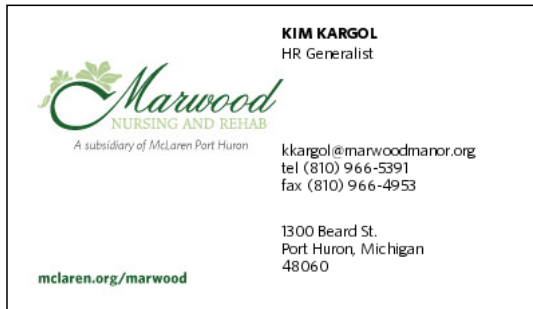 KIM KARGOL
HR Generalist
Marwood
NURSING AND REHAB
A subsidiary of McLaren Port Huron
kkargol@marwoodmanor.org
tel (810) 966-5391
fax (810) 966-4953
1300 Beard St.
Port Huron, Michigan
48060
mclaren.org/marwood